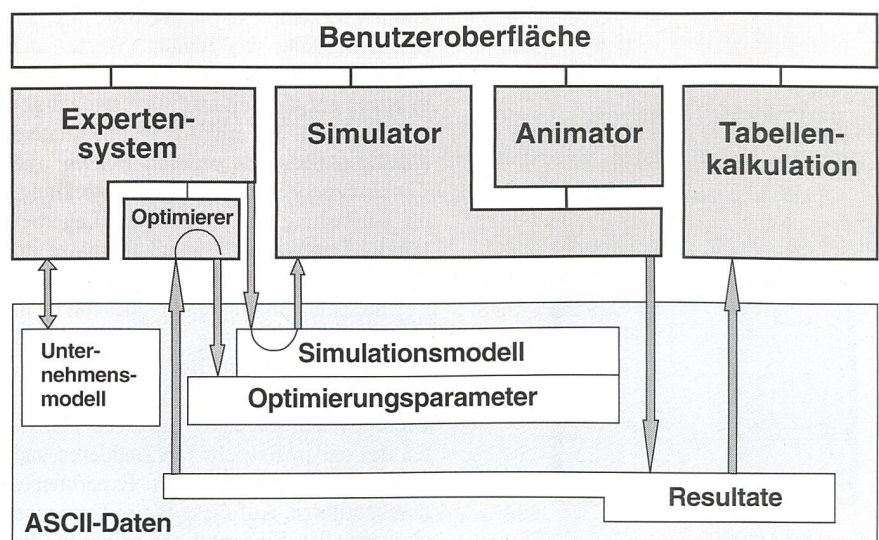 Benutzeroberfläche
Experten-
system
Simulator
Animator
Tabellen-
kalkulation
Optimierer
Unter-
nehmens-
modell
Simulationsmodell
Optimierungsparameter
Resultate
ASCII-Daten